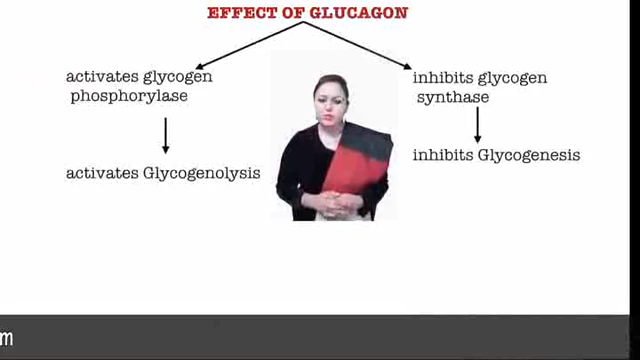 EFFECT OF GLUCAGON
activates glycogen
phosphorylase
activates Glycogenolysis
inhibits glycogen
synthase
inhibits Glycogenesis
m